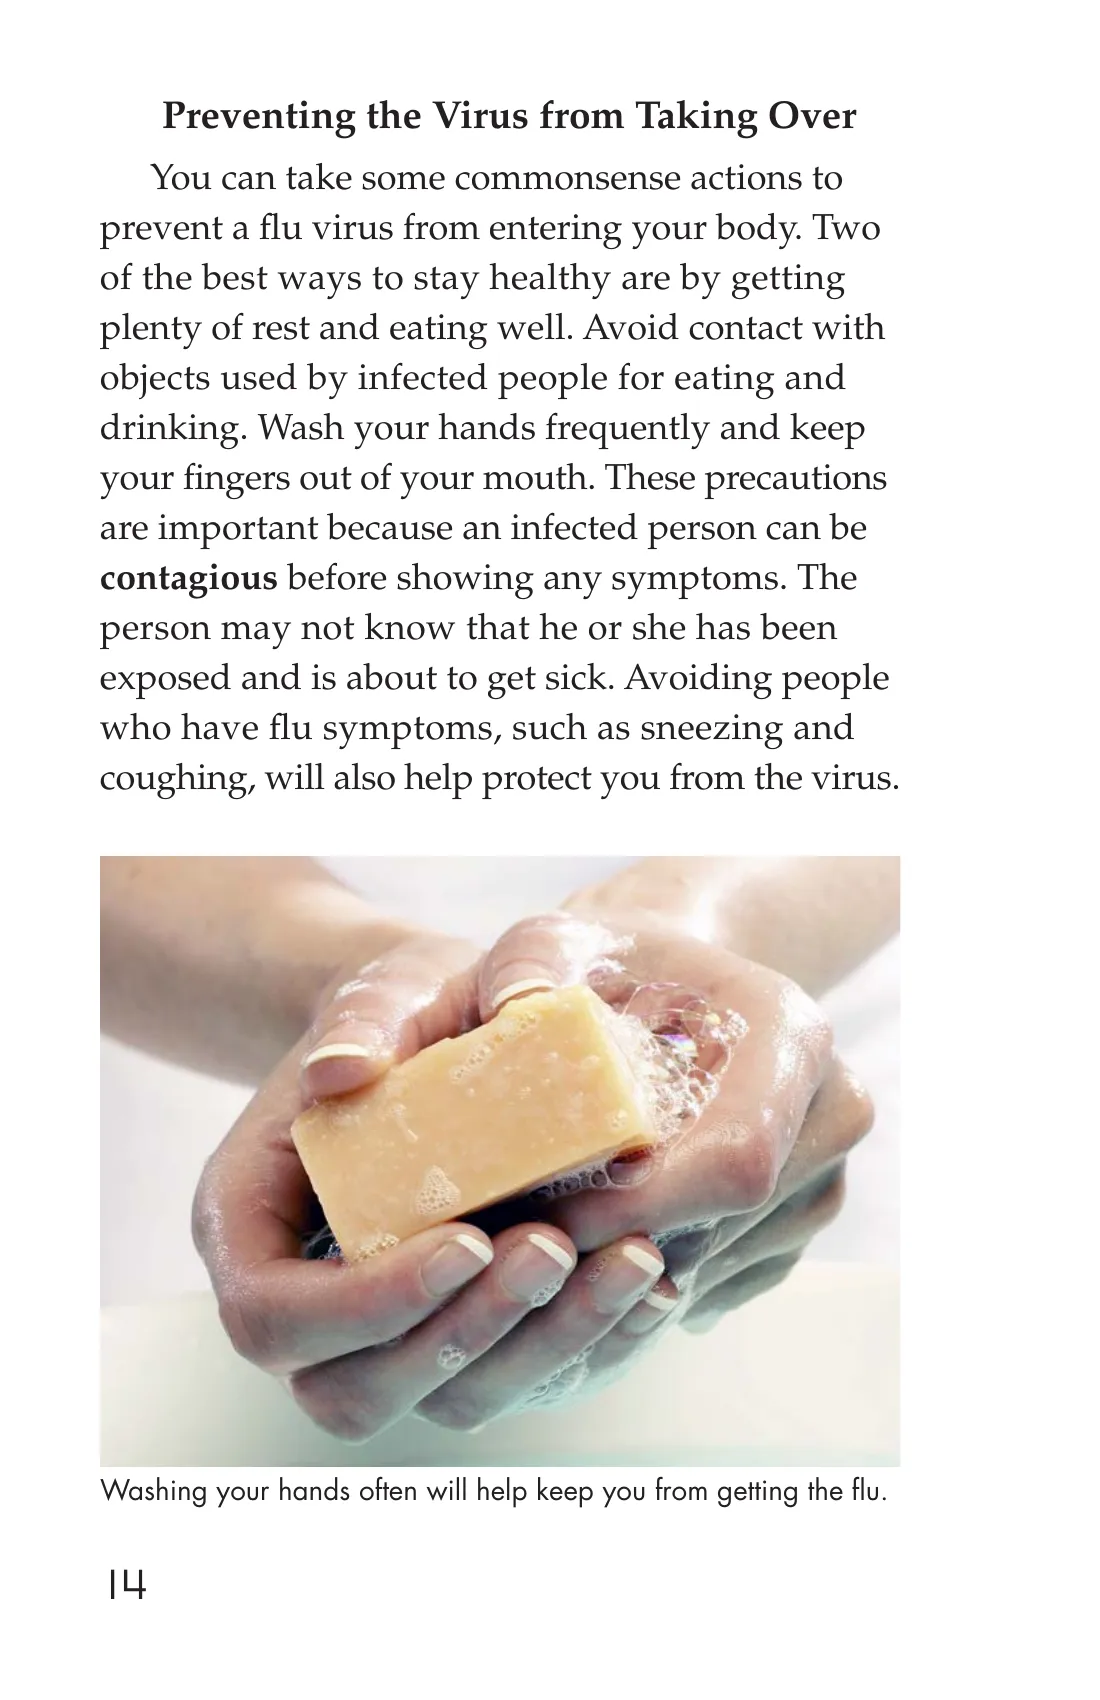 Preventing the Virus from Taking Over
You can take some commonsense actions to
prevent a flu virus from entering your body. Two
of the best ways to stay healthy are by getting
plenty of rest and eating well. Avoid contact with
objects used by infected people for eating and
drinking. Wash your hands frequently and keep
your fingers out of your mouth. These precautions
are important because an infected person can be
contagious before showing any symptoms. The
person may not know that he or she has been
exposed and is about to get sick. Avoiding people
who have flu symptoms, such as sneezing and
coughing, will also help protect you from the virus.
Washing your hands often will help keep you from getting the flu.
14